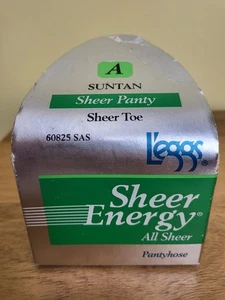 A
SUNTAN
Sheer Panty
Sheer Toe
60825 SAS
L'eggs
Sheer
Energy®
All Sheer
Pantyhose